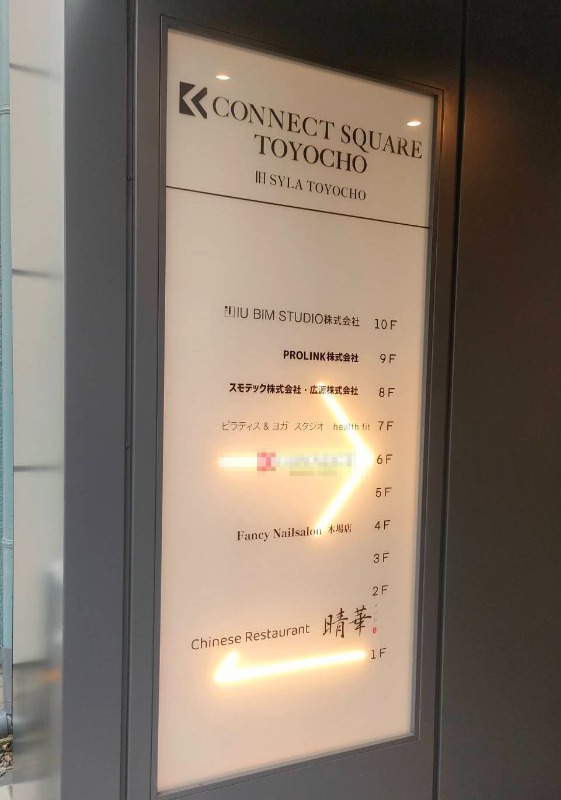 CONNECT SQUARE
TOYOCHO
SYLA TOYOCHO
IU BIM STUDIO株式会社 10F
PROLINK株式会社 9F
スモテック株式会社・広源株式会社 8F
ピラティス&ヨガ スタジオ health fit 7F
6F
5F
Fancy Nailsalon 木場店 4F
3F
2F
Chinese Restaurant 晴華
1F